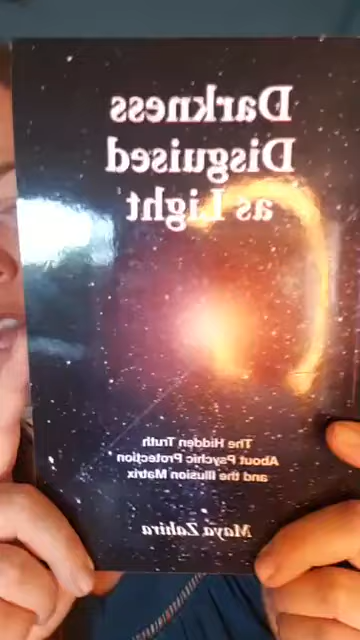 Darkness
Disguised
as Light
The Hidden Truth
About Psychic Protection
and the Illusion Matrix
Maya Zahira